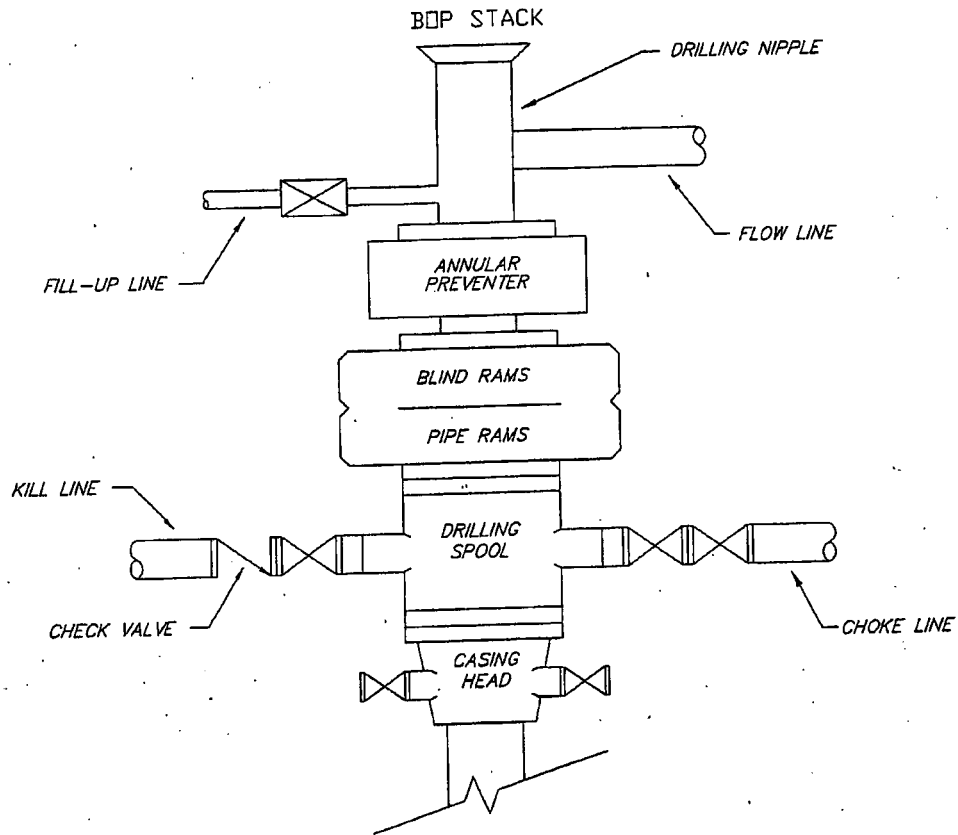 BOP STACK
DRILLING NIPPLE
FLOW LINE
FILL-UP LINE
ANNULAR
PREVENTER
BLIND RAMS
PIPE RAMS
KILL LINE
DRILLING
SPOOL
CHECK VALVE
CHOKE LINE
CASING
HEAD